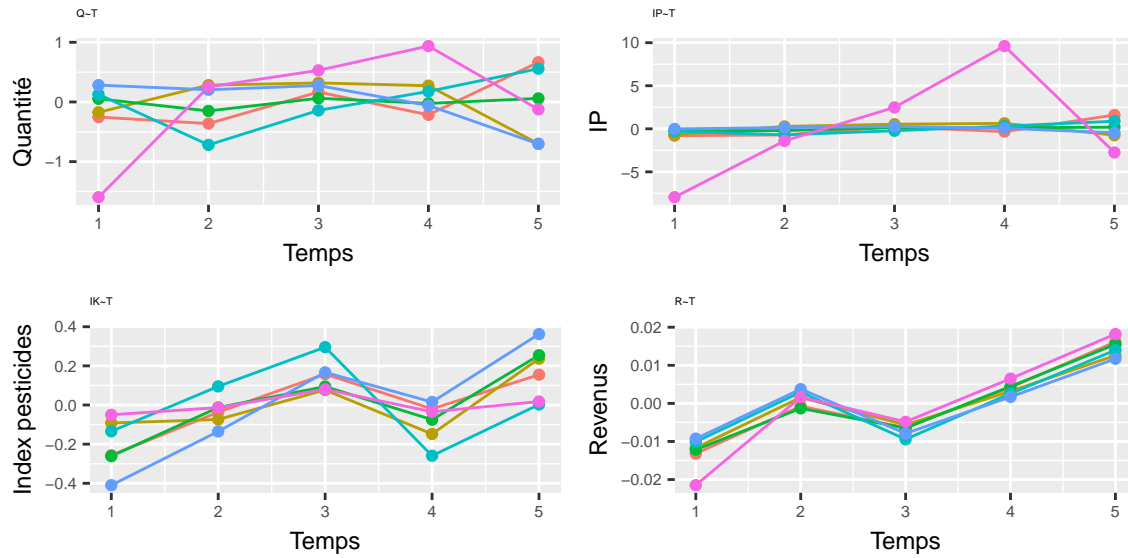 Q~T
Quantité
1
0
−1
1 2 3 4 5
Temps
IP~T
IP
10
5
0
−5
1 2 3 4 5
Temps
IK~T
Index pesticides
0.4
0.2
0.0
−0.2
−0.4
1 2 3 4 5
Temps
R~T
Revenus
0.02
0.01
0.00
−0.01
−0.02
1 2 3 4 5
Temps